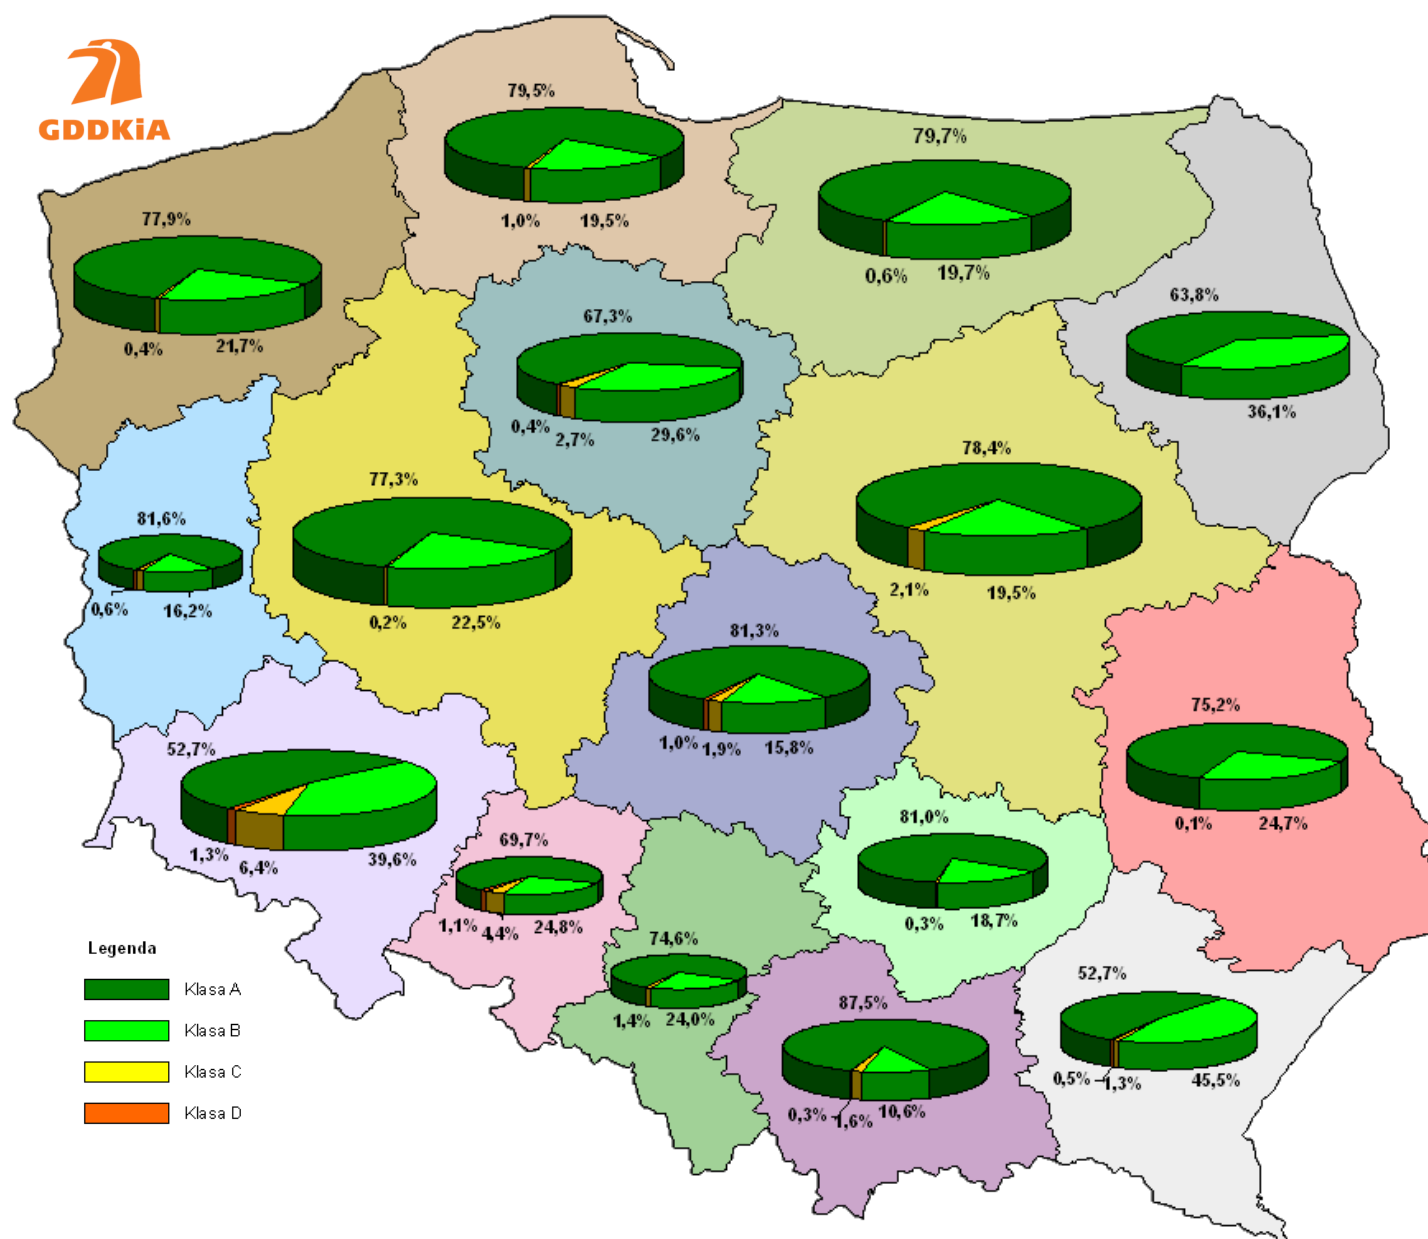 GDDKiA
79,5%
1,0% 19,5%
79,7%
0,6% 19,7%
77,9%
0,4% 21,7%
67,3%
0,4% 2,7% 29,6%
63,8%
36,1%
81,6%
0,6% 16,2%
77,3%
0,2% 22,5%
78,4%
2,1% 19,5%
81,3%
1,0% 1,9% 15,8%
75,2%
0,1% 24,7%
52,7%
1,3% 6,4% 39,6%
69,7%
1,1% 4,4% 24,8%
81,0%
0,3% 18,7%
74,6%
1,4% 24,0%
87,5%
0,3% 1,6% 10,6%
52,7%
0,5% 1,3% 45,5%
Legenda
Klasa A
Klasa B
Klasa C
Klasa D